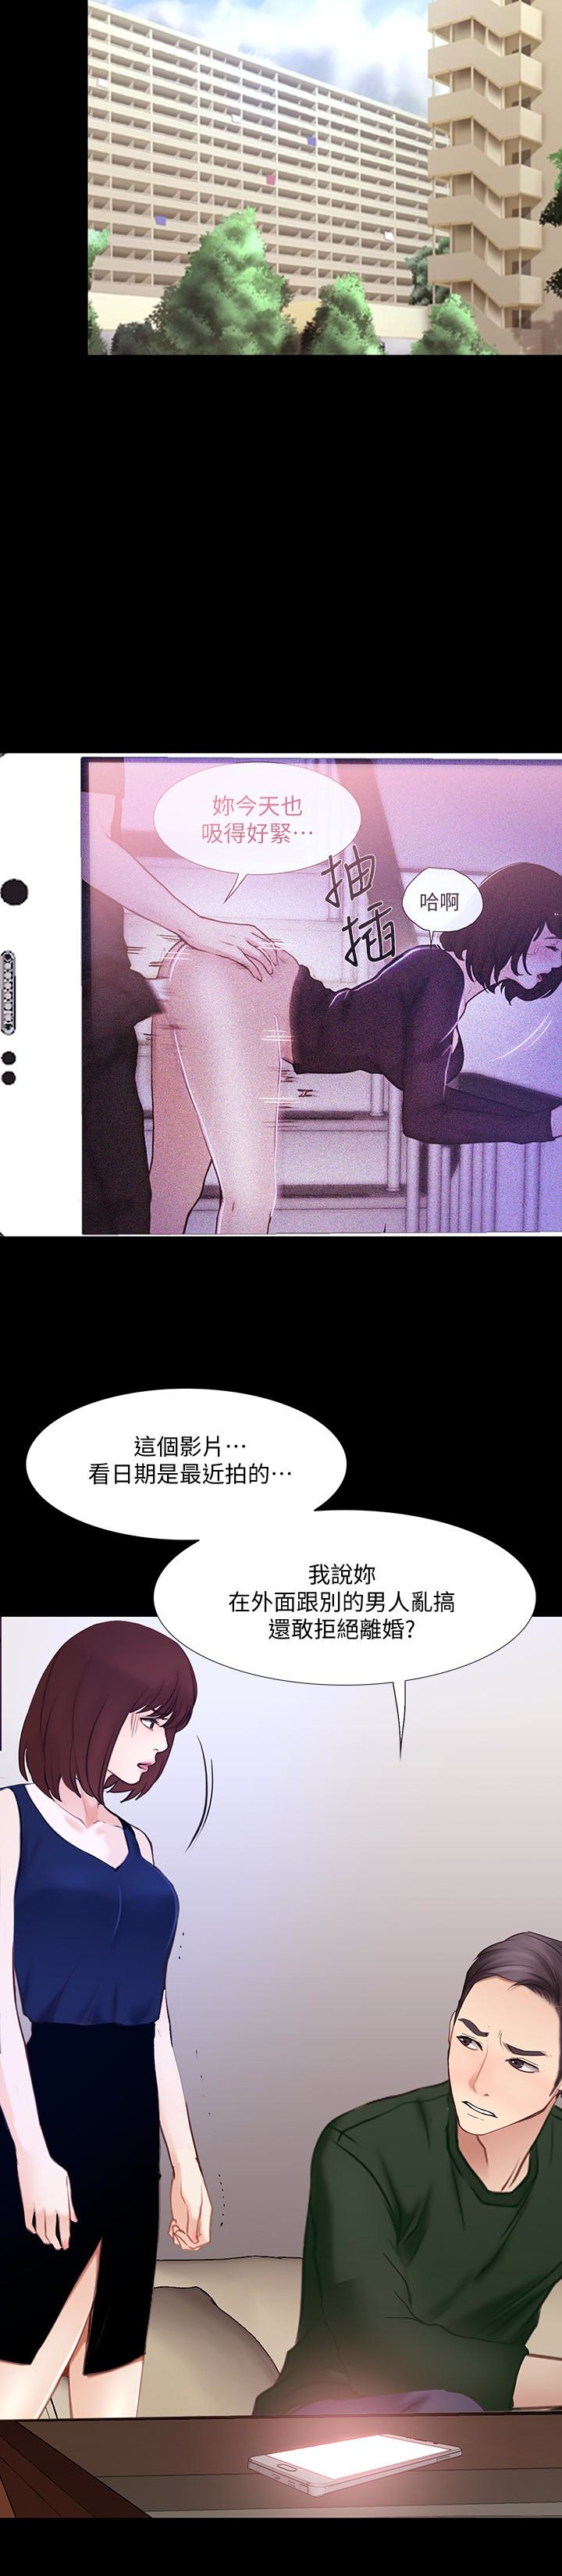 妳今天也
吸得好緊…
抽
插
哈啊
這個影片…
看日期是最近拍的…
我說妳
在外面跟別的男人亂搞
還敢拒絕離婚?